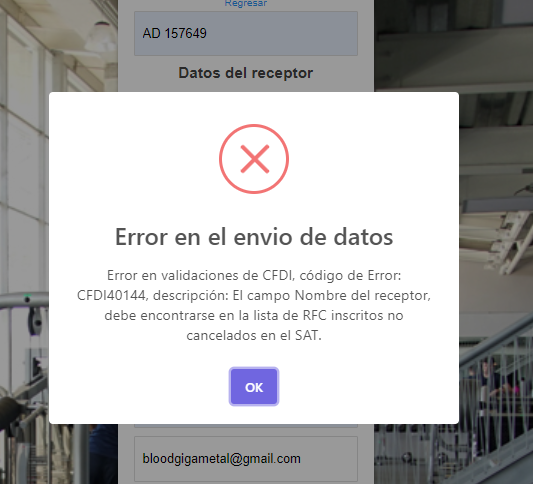 Regresar
AD 157649
Datos del receptor
Error en el envio de datos
Error en validaciones de CFDI, código de Error:
CFDI40144, descripción: El campo Nombre del receptor,
debe encontrarse en la lista de RFC inscritos no
cancelados en el SAT.
OK
bloodgigametal@gmail.com